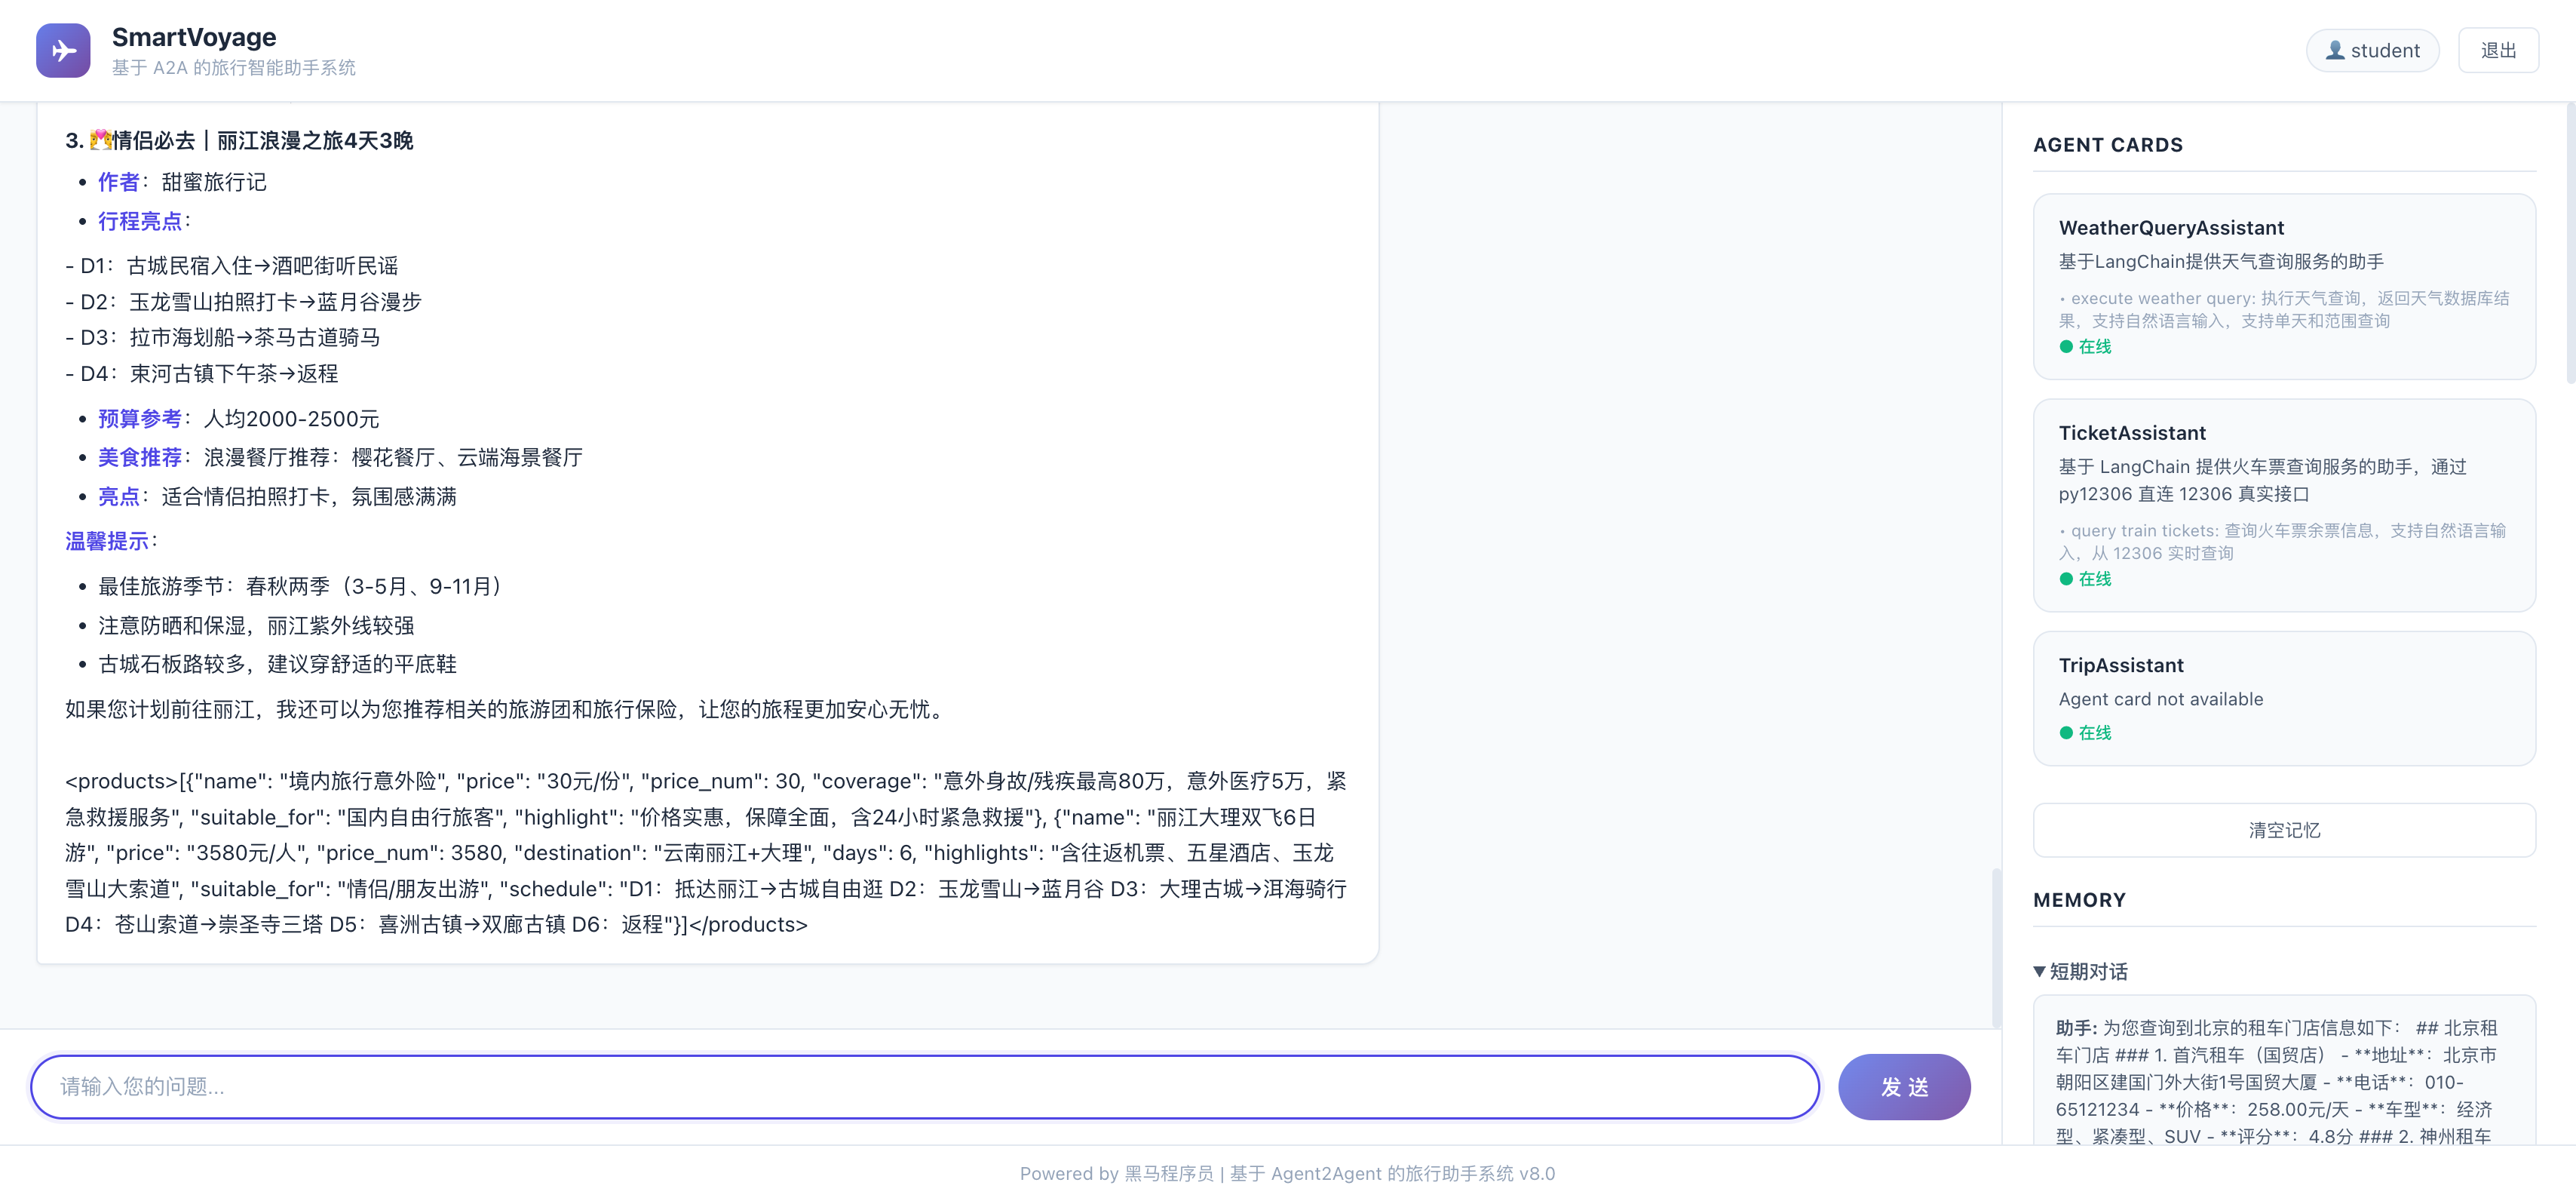 SmartVoyage
基于 A2A 的旅行智能助手系统
student
退出
3. 💏情侣必去｜丽江浪漫之旅4天3晚
• 作者：甜蜜旅行记
• 行程亮点：
- D1：古城民宿入住→酒吧街听民谣
- D2：玉龙雪山拍照打卡→蓝月谷漫步
- D3：拉市海划船→茶马古道骑马
- D4：束河古镇下午茶→返程
• 预算参考：人均2000-2500元
• 美食推荐：浪漫餐厅推荐：樱花餐厅、云端海景餐厅
• 亮点：适合情侣拍照打卡，氛围感满满
温馨提示：
• 最佳旅游季节：春秋两季（3-5月、9-11月）
• 注意防晒和保湿，丽江紫外线较强
• 古城石板路较多，建议穿舒适的平底鞋
如果您计划前往丽江，我还可以为您推荐相关的旅游团和旅行保险，让您的旅程更加安心无忧。
<products>[{"name": "境内旅行意外险", "price": "30元/份", "price_num": 30, "coverage": "意外身故/残疾最高80万，意外医疗5万，紧
急救援服务", "suitable_for": "国内自由行旅客", "highlight": "价格实惠，保障全面，含24小时紧急救援"}, {"name": "丽江大理双飞6日
游", "price": "3580元/人", "price_num": 3580, "destination": "云南丽江+大理", "days": 6, "highlights": "含往返机票、五星酒店、玉龙
雪山大索道", "suitable_for": "情侣/朋友出游", "schedule": "D1：抵达丽江→古城自由逛 D2：玉龙雪山→蓝月谷 D3：大理古城→洱海骑行
D4：苍山索道→崇圣寺三塔 D5：喜洲古镇→双廊古镇 D6：返程"}]</products>
请输入您的问题...
发 送
AGENT CARDS
WeatherQueryAssistant
基于LangChain提供天气查询服务的助手
• execute weather query: 执行天气查询，返回天气数据库结
果，支持自然语言输入，支持单天和范围查询
在线
TicketAssistant
基于 LangChain 提供火车票查询服务的助手，通过
py12306 直连 12306 真实接口
• query train tickets: 查询火车票余票信息，支持自然语言输
入，从 12306 实时查询
在线
TripAssistant
Agent card not available
在线
清空记忆
MEMORY
▼短期对话
助手: 为您查询到北京的租车门店信息如下： ## 北京租
车门店 ### 1. 首汽租车（国贸店） - **地址**：北京市
朝阳区建国门外大街1号国贸大厦 - **电话**：010-
65121234 - **价格**：258.00元/天 - **车型**：经济
型、紧凑型、SUV - **评分**：4.8分 ### 2. 神州租车
Powered by 黑马程序员 | 基于 Agent2Agent 的旅行助手系统 v8.0